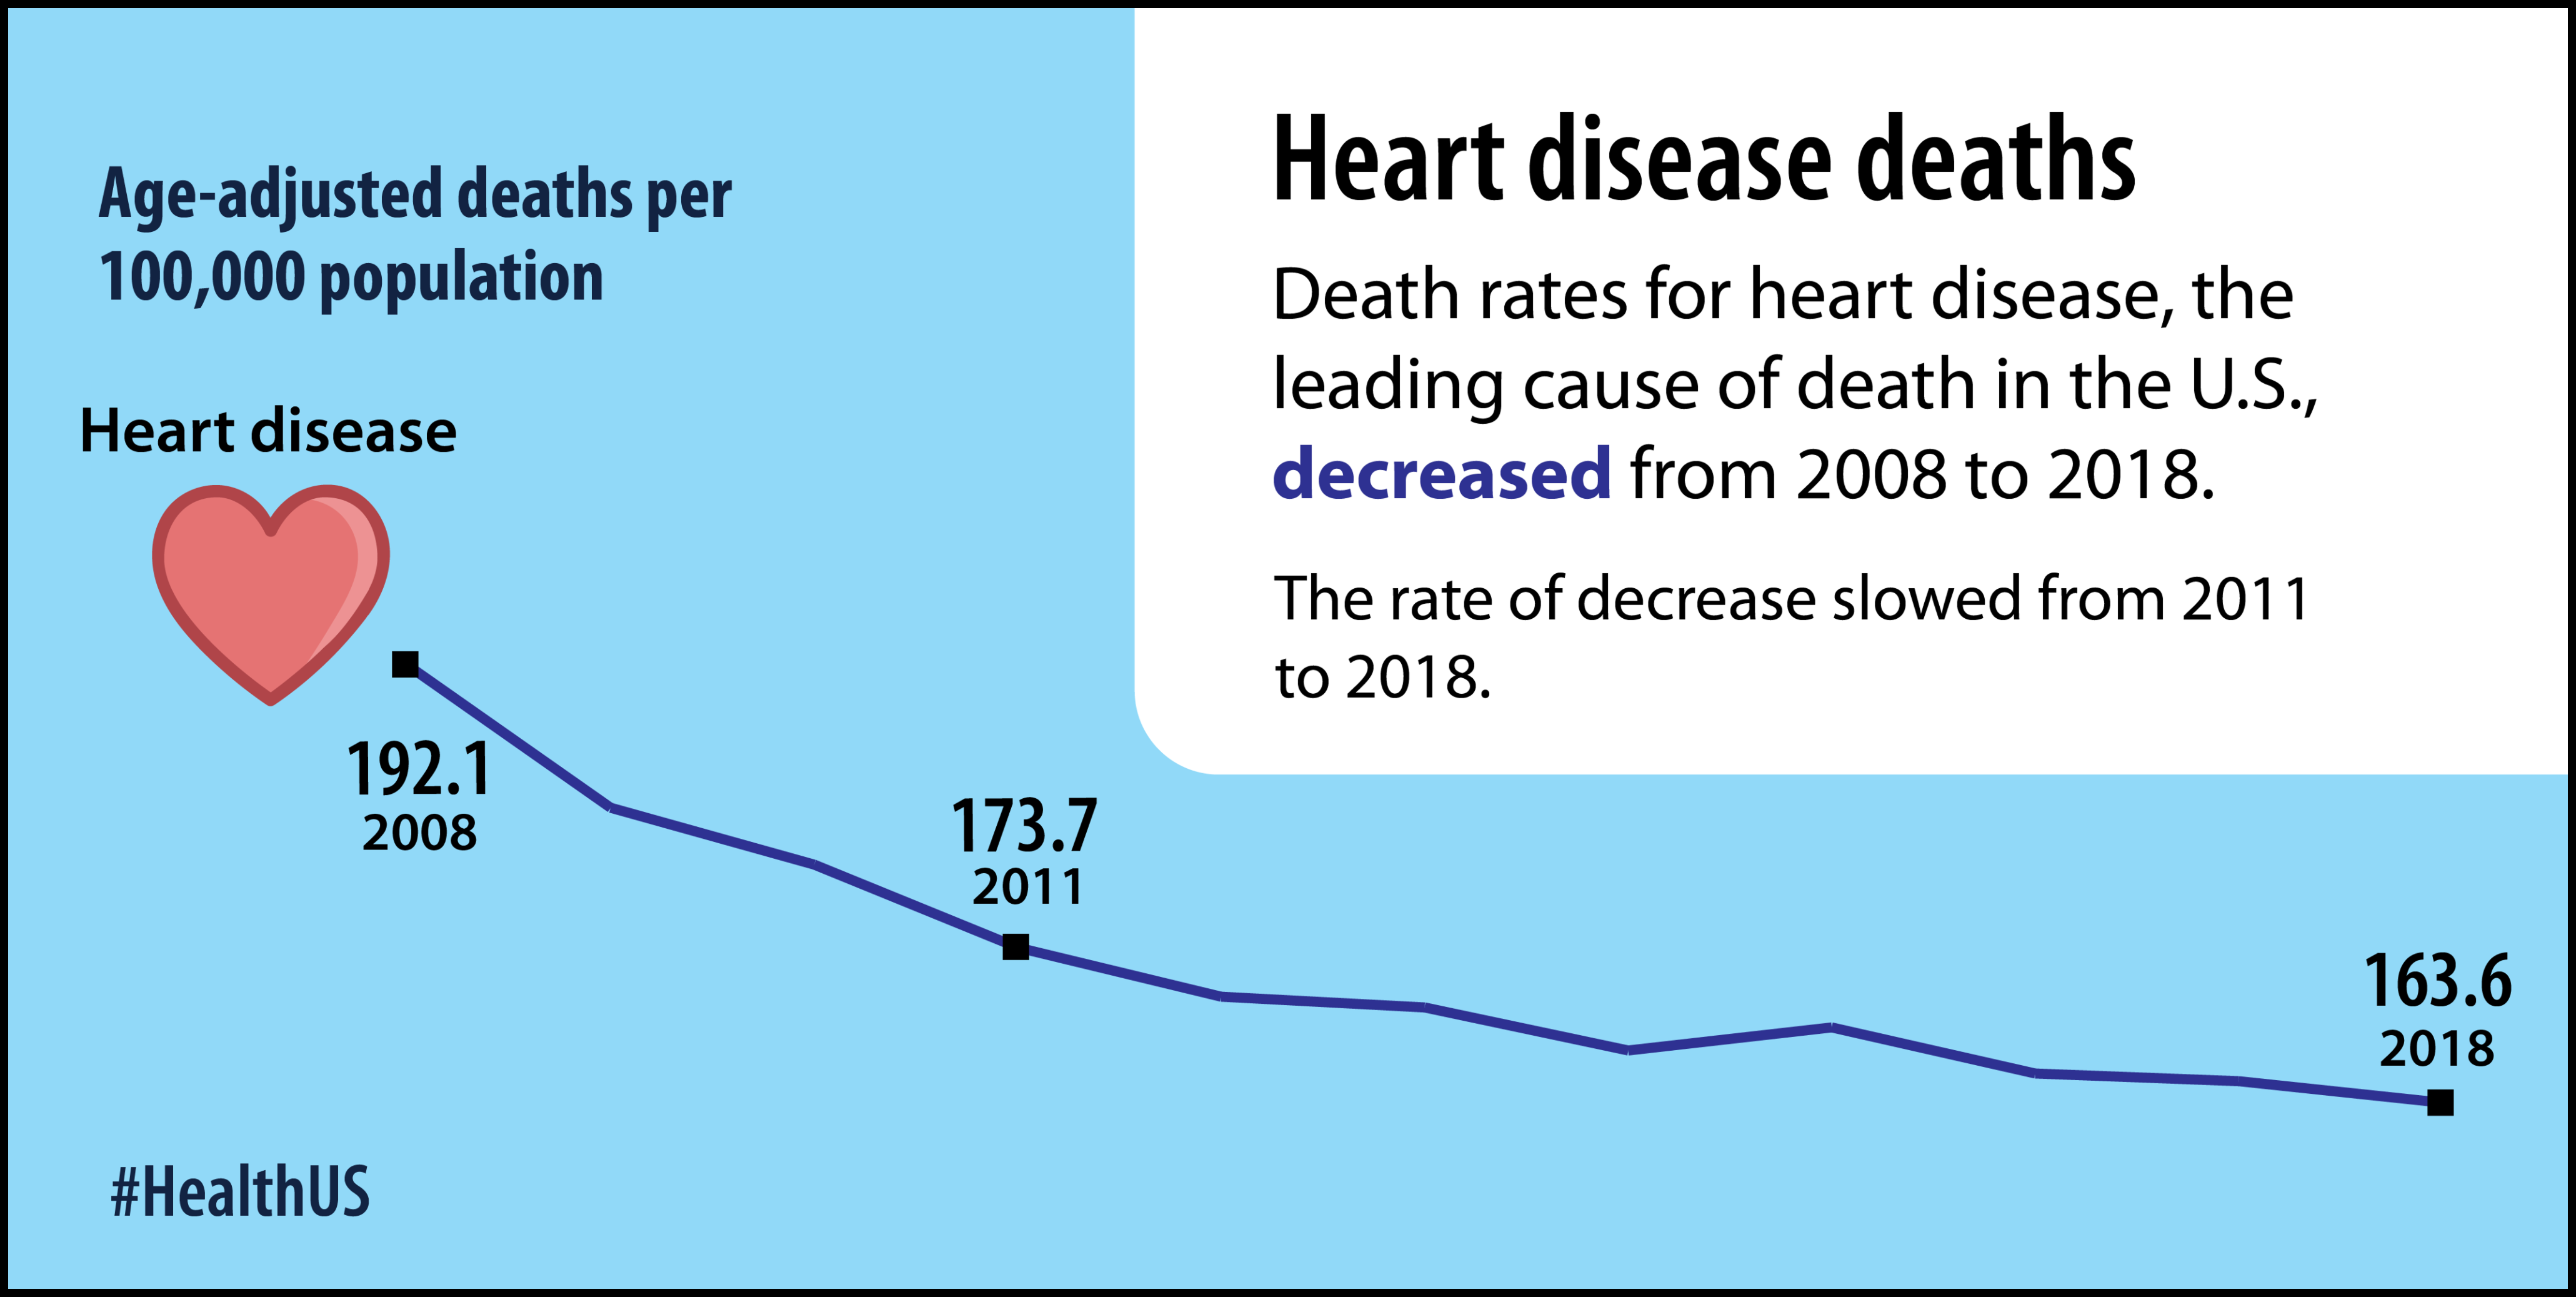 Age-adjusted deaths per
100,000 population
Heart disease
192.1
2008
173.7
2011
163.6
2018
#HealthUS
Heart disease deaths
Death rates for heart disease, the
leading cause of death in the U.S.,
decreased from 2008 to 2018.
The rate of decrease slowed from 2011
to 2018.